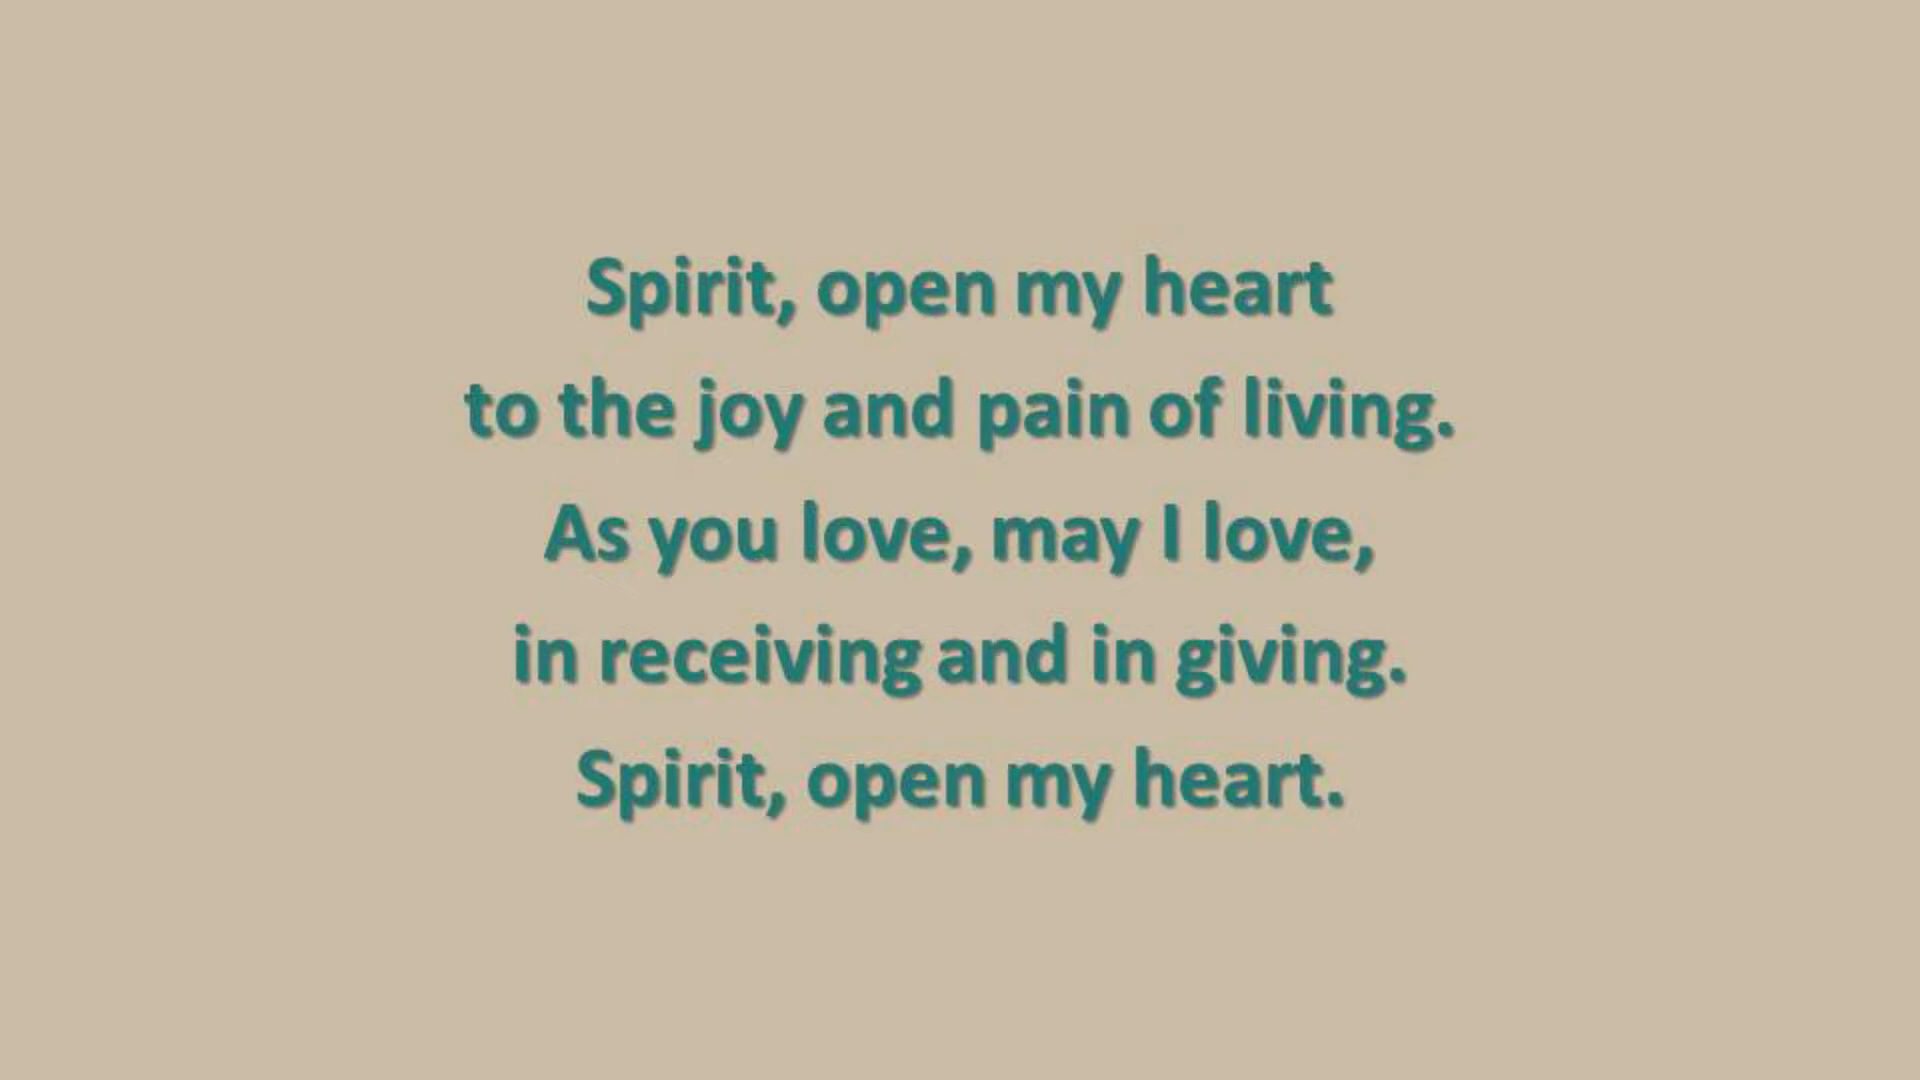 Spirit, open my heart
to the joy and pain of living.
As you love, may I love,
in receiving and in giving.
Spirit, open my heart.